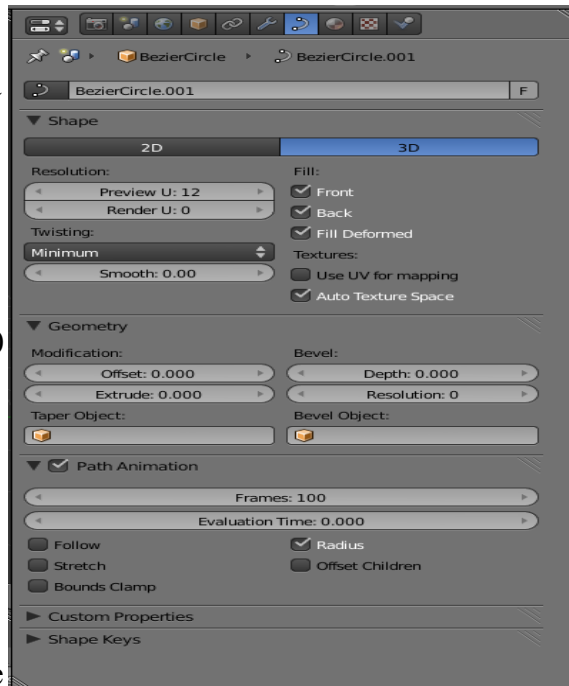 BezierCircle BezierCircle.001
BezierCircle.001 F
Shape
2D 3D
Resolution: Fill:
Preview U: 12 Front
Render U: 0 Back
Twisting: Fill Deformed
Minimum Textures:
Smooth: 0.00 Use UV for mapping
Auto Texture Space
Geometry
Modification: Bevel:
Offset: 0.000 Depth: 0.000
Extrude: 0.000 Resolution: 0
Taper Object: Bevel Object:
Path Animation
Frames: 100
Evaluation Time: 0.000
Follow Radius
Stretch Offset Children
Bounds Clamp
Custom Properties
Shape Keys